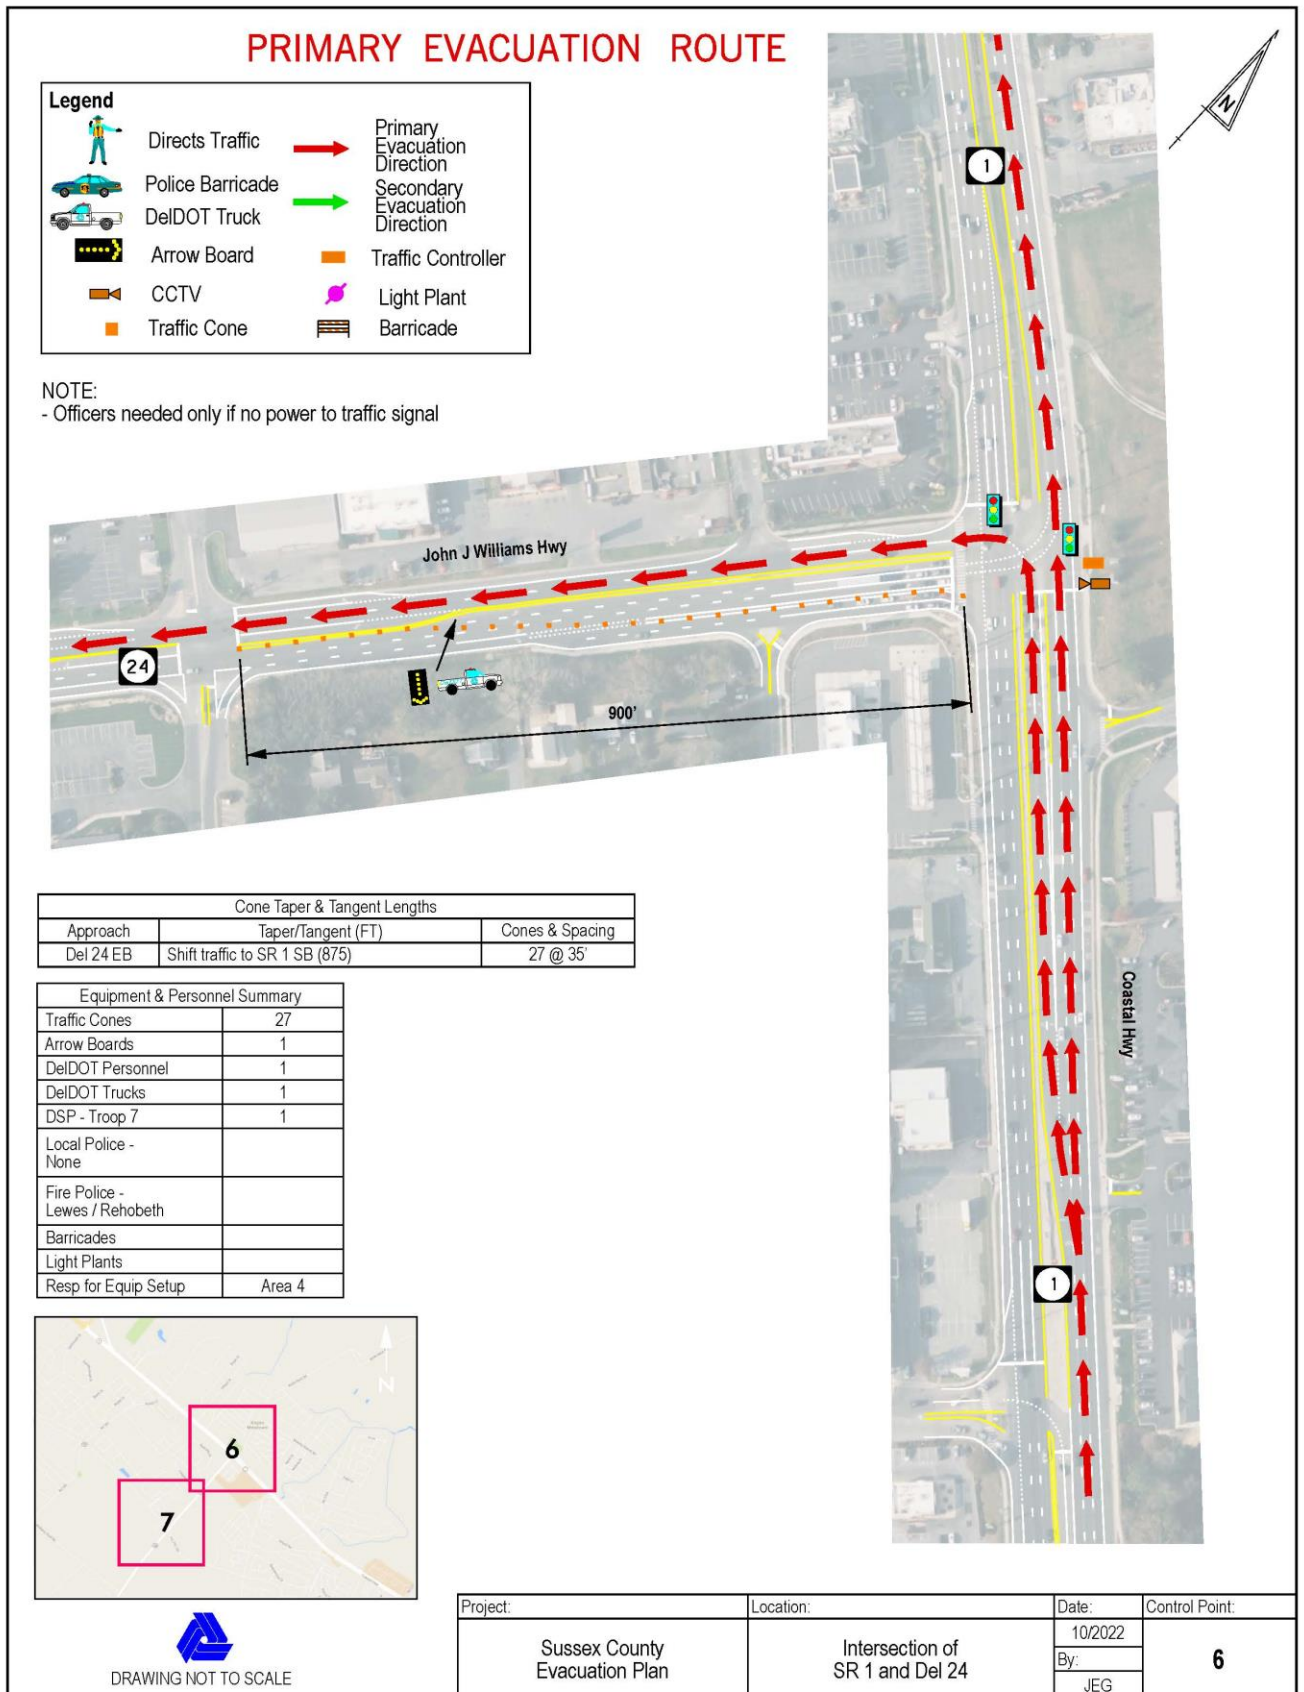 PRIMARY EVACUATION ROUTE
Legend
Directs Traffic
Police Barricade
DelDOT Truck
Arrow Board
CCTV
Traffic Cone
Primary
Evacuation
Direction
Secondary
Evacuation
Direction
Traffic Controller
Light Plant
Barricade
N
1
NOTE:
- Officers needed only if no power to traffic signal
John J Williams Hwy
24
900'
Coastal Hwy
1
Cone Taper & Tangent Lengths
Approach Taper/Tangent (FT) Cones & Spacing
Del 24 EB Shift traffic to SR 1 SB (875) 27 @ 35'
Equipment & Personnel Summary
Traffic Cones 27
Arrow Boards 1
DelDOT Personnel 1
DelDOT Trucks 1
DSP - Troop 7 1
Local Police -
None
Fire Police -
Lewes / Rehobeth
Barricades
Light Plants
Resp for Equip Setup Area 4
N
6
7
DRAWING NOT TO SCALE
Project: Location: Date: Control Point:
Sussex County
Evacuation Plan
Intersection of
SR 1 and Del 24
10/2022
By:
JEG
6